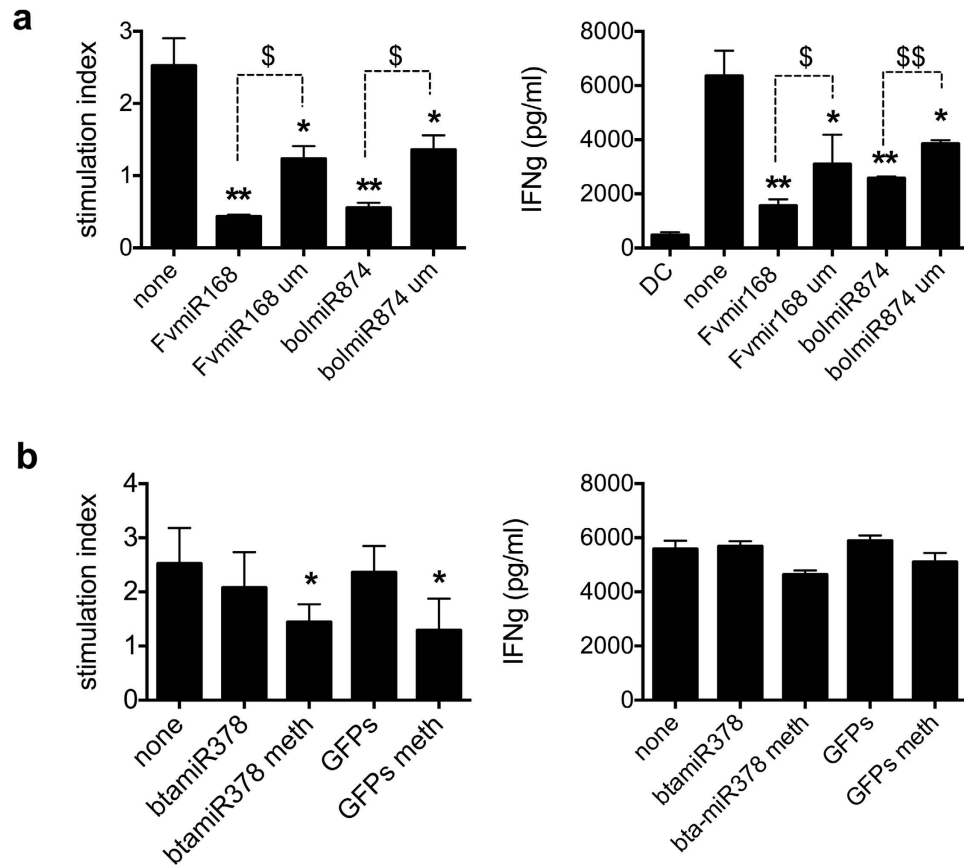 a
stimulation index
3
2
1
0
$
$
**
*
**
*
none
FvmiR168
FvmiR168 um
bolmiR874
bolmiR874 um
IFNg (pg/ml)
8000
6000
4000
2000
0
$
$$
**
*
**
*
DC
none
Fvmir168
Fvmir168 um
bolmiR874
bolmiR874 um
b
stimulation index
4
3
2
1
0
*
*
none
btamiR378
btamiR378 meth
GFPs
GFPs meth
IFNg (pg/ml)
8000
6000
4000
2000
0
none
btamiR378
bta-miR378 meth
GFPs
GFPs meth